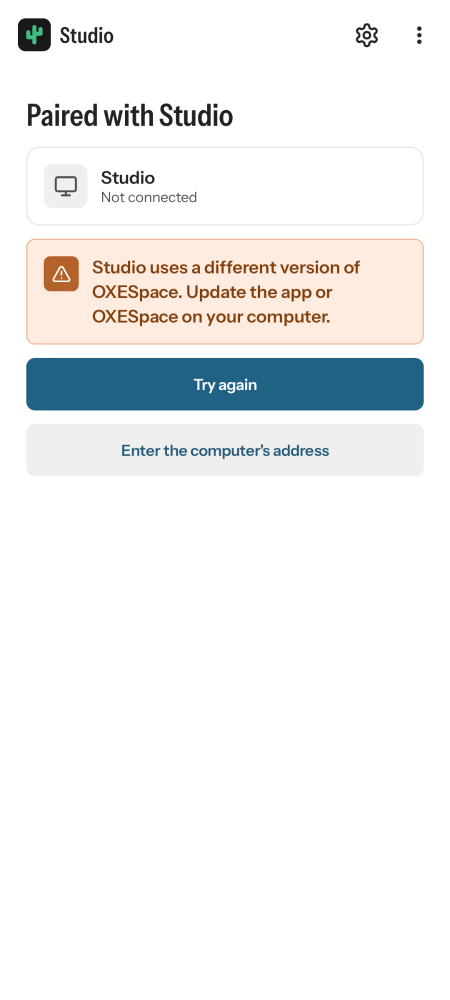 Studio
Paired with Studio
Studio
Not connected
Studio uses a different version of
OXESpace. Update the app or
OXESpace on your computer.
Try again
Enter the computer's address